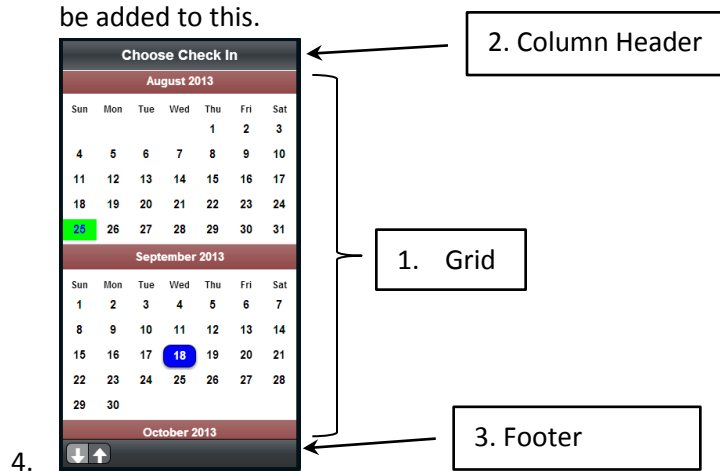 be added to this.
Choose Check In
2. Column Header
August 2013
Sun Mon Tue Wed Thu Fri Sat
1 2 3
4 5 6 7 8 9 10
11 12 13 14 15 16 17
18 19 20 21 22 23 24
25 26 27 28 29 30 31
September 2013
1. Grid
Sun Mon Tue Wed Thu Fri Sat
1 2 3 4 5 6 7
8 9 10 11 12 13 14
15 16 17 18 19 20 21
22 23 24 25 26 27 28
29 30
October 2013
3. Footer
4.